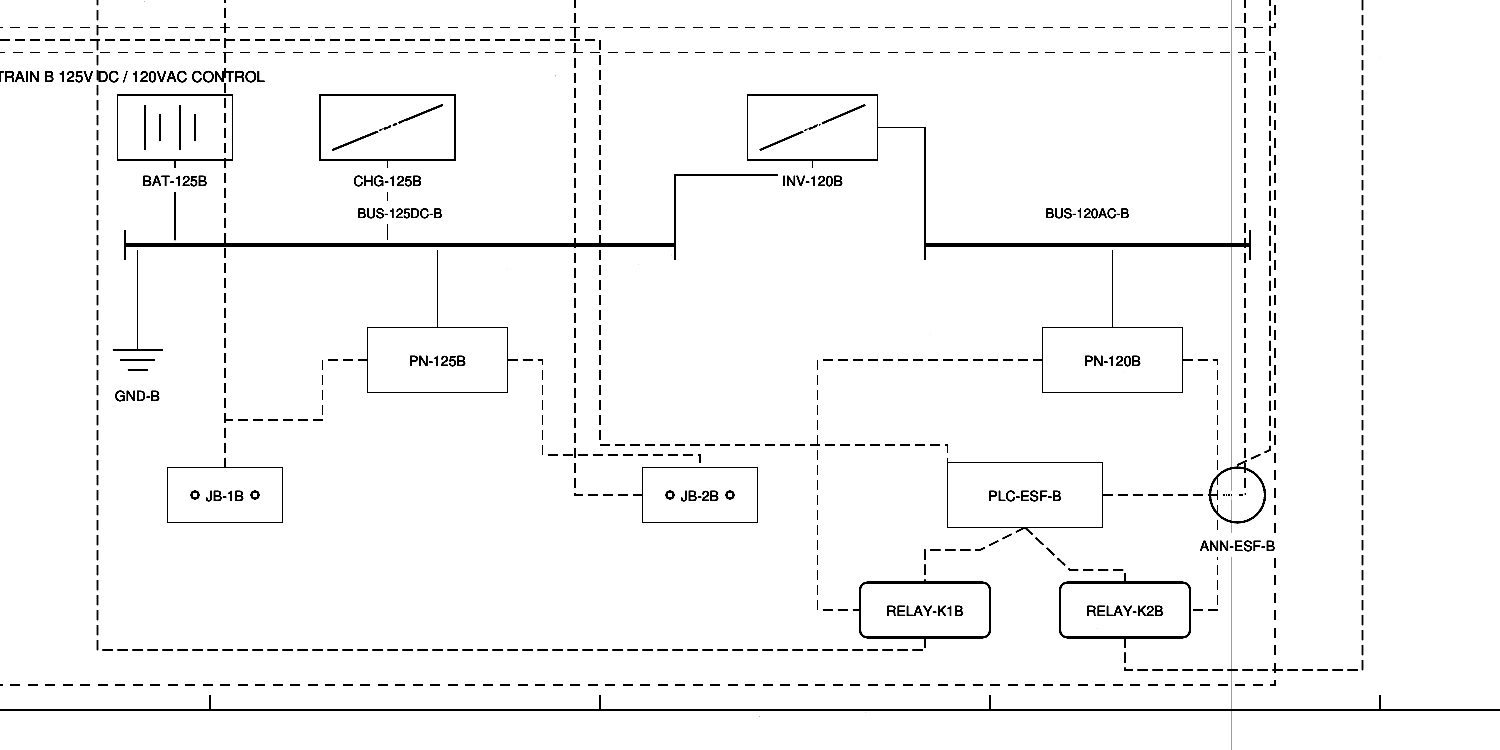 TRAIN B 125V DC / 120VAC CONTROL
BAT-125B
CHG-125B
INV-120B
BUS-125DC-B
BUS-120AC-B
PN-125B
PN-120B
GND-B
JB-1B
JB-2B
PLC-ESF-B
ANN-ESF-B
RELAY-K1B
RELAY-K2B